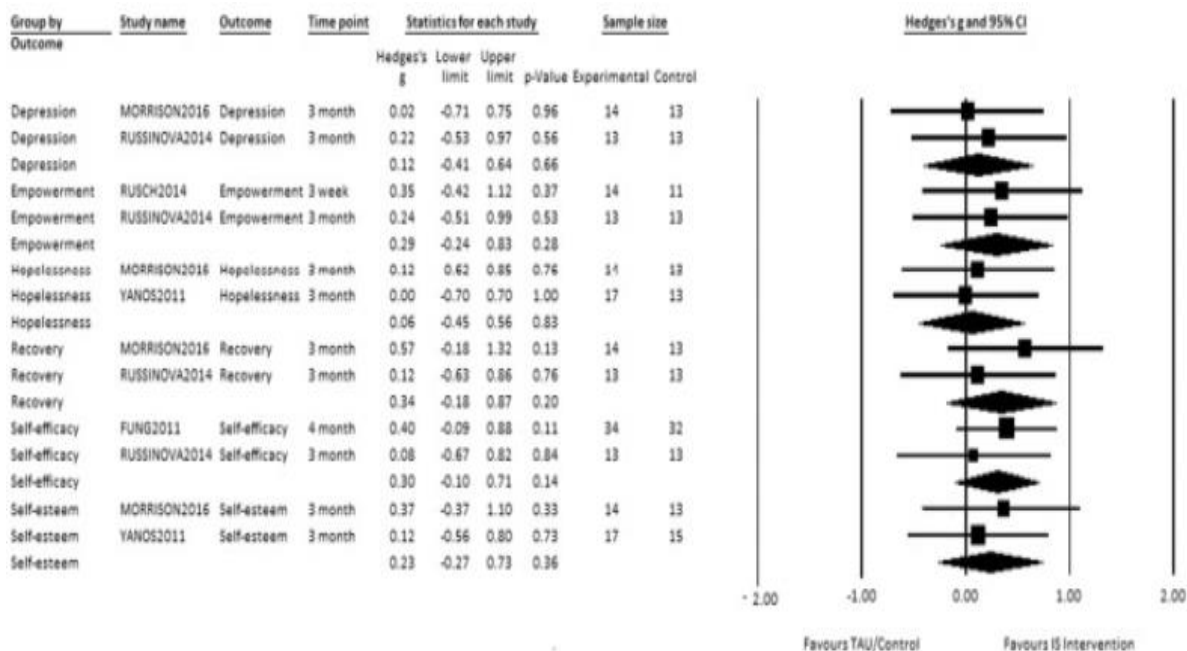 Group by Study name Outcome Time point Statistics for each study Sample size Hedges's g and 95% CI
Outcome
Hedges's Lower Upper
g limit limit p-Value Experimental Control
Depression MORRISON2016 Depression 3 month 0.02 -0.71 0.75 0.96 14 13
Depression RUSSINOVA2014 Depression 3 month 0.22 -0.53 0.97 0.56 13 13
Depression 0.12 -0.41 0.64 0.66
Empowerment RUSCH2014 Empowerment 3 week 0.35 -0.42 1.12 0.37 14 11
Empowerment RUSSINOVA2014 Empowerment 3 month 0.24 -0.51 0.99 0.53 13 13
Empowerment 0.29 -0.24 0.83 0.28
Hopelessness MORRISON2016 Hopelessness 3 month 0.12 0.62 0.85 0.76 14 13
Hopelessness YANOS2011 Hopelessness 3 month 0.00 -0.70 0.70 1.00 17 13
Hopelessness 0.06 -0.45 0.56 0.83
Recovery MORRISON2016 Recovery 3 month 0.57 -0.18 1.32 0.13 14 13
Recovery RUSSINOVA2014 Recovery 3 month 0.12 -0.63 0.86 0.76 13 13
Recovery 0.34 -0.18 0.87 0.20
Self-efficacy FUNG2011 Self-efficacy 4 month 0.40 -0.09 0.88 0.11 34 32
Self-efficacy RUSSINOVA2014 Self-efficacy 3 month 0.08 -0.67 0.82 0.84 13 13
Self-efficacy 0.30 -0.10 0.71 0.14
Self-esteem MORRISON2016 Self-esteem 3 month 0.37 -0.37 1.10 0.33 14 13
Self-esteem YANOS2011 Self-esteem 3 month 0.12 -0.56 0.80 0.73 17 15
Self-esteem 0.23 -0.27 0.73 0.36
-2.00 -1.00 0.00 1.00 2.00
Favours TAU/Control Favours IS Intervention